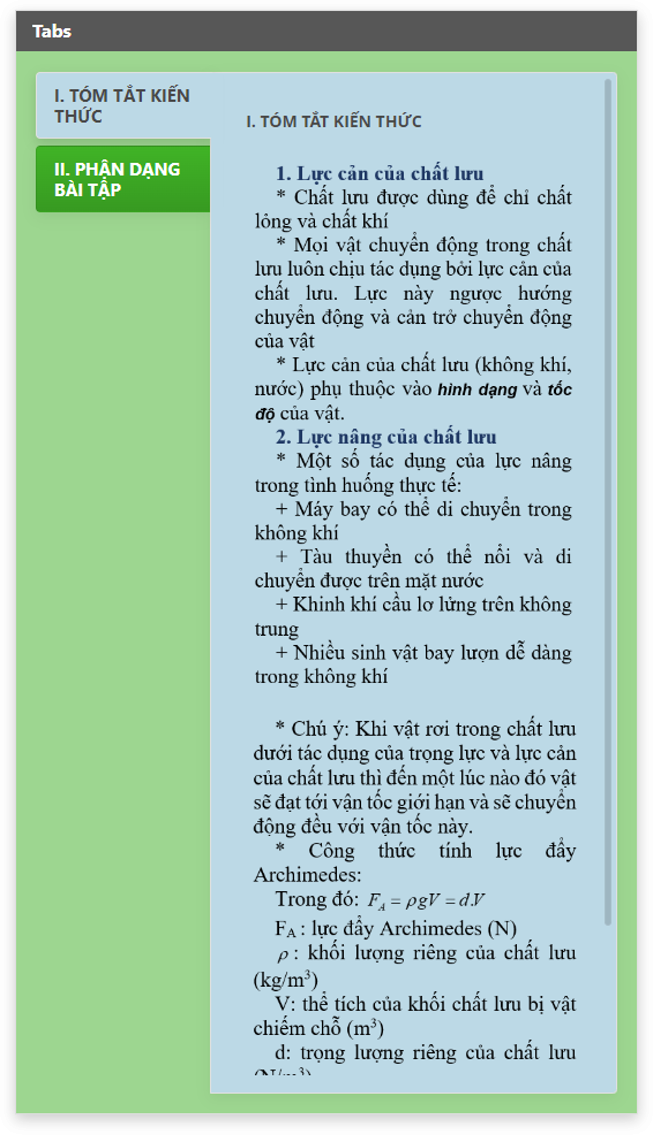 Tabs
I. TÓM TẮT KIẾN
THỨC
II. PHẬN DẠNG
BÀI TẬP
I. TÓM TẮT KIẾN THỨC
1. Lực cản của chất lưu
* Chất lưu được dùng để chỉ chất
lỏng và chất khí
* Mọi vật chuyển động trong chất
lưu luôn chịu tác dụng bởi lực cản của
chất lưu. Lực này ngược hướng
chuyển động và cản trở chuyển động
của vật
* Lực cản của chất lưu (không khí,
nước) phụ thuộc vào hình dạng và tốc
độ của vật.
2. Lực nâng của chất lưu
* Một số tác dụng của lực nâng
trong tình huống thực tế:
+ Máy bay có thể di chuyển trong
không khí
+ Tàu thuyền có thể nổi và di
chuyển được trên mặt nước
+ Khinh khí cầu lơ lửng trên không
trung
+ Nhiều sinh vật bay lượn dễ dàng
trong không khí
* Chú ý: Khi vật rơi trong chất lưu
dưới tác dụng của trọng lực và lực cản
của chất lưu thì đến một lúc nào đó vật
sẽ đạt tới vận tốc giới hạn và sẽ chuyển
động đều với vận tốc này.
* Công thức tính lực đẩy
Archimedes:
Trong đó: F_A = ρgV = d.V
F_A : lực đẩy Archimedes (N)
ρ : khối lượng riêng của chất lưu
(kg/m³)
V: thể tích của khối chất lưu bị vật
chiếm chỗ (m³)
d: trọng lượng riêng của chất lưu